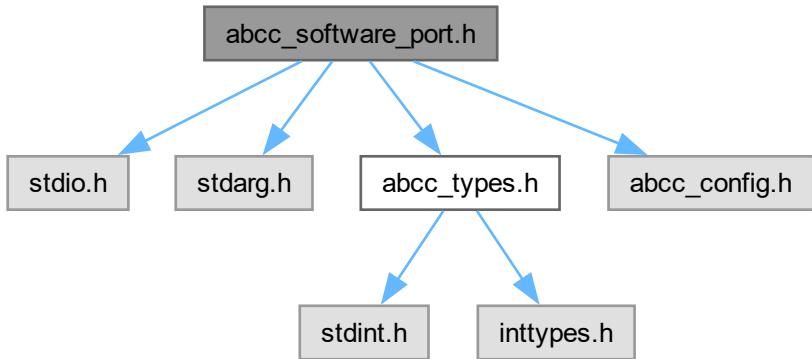 abcc_software_port.h
stdio.h
stdarg.h
abcc_types.h
abcc_config.h
stdint.h
inttypes.h